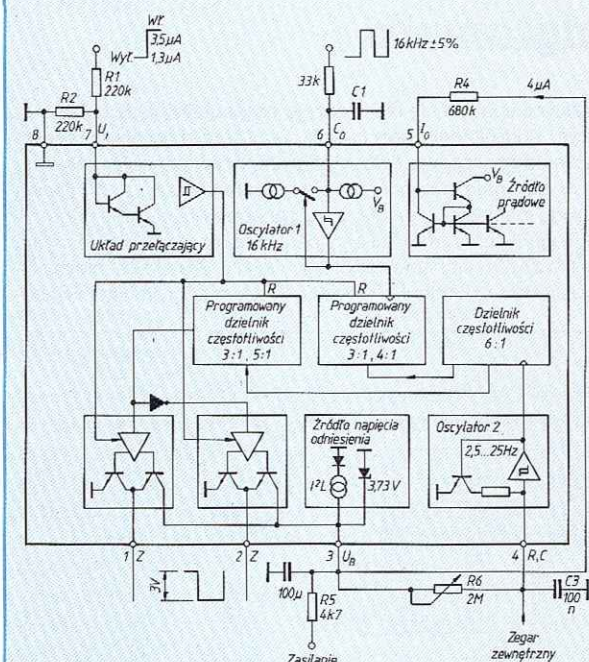 Wł.
3,5µA
Wył. 1,3µA
R1
220k
R2
220k
16kHz±5%
33k
C1
R4
680k
4µA
8
7 U₁
6 C₀
5 I₀
Układ przełączający
Oscylator 1
16 kHz
V_B
V_B
Źródło
prądowe
R
R
Programowany
dzielnik
częstotliwości
3:1, 5:1
Programowany
dzielnik
częstotliwości
3:1, 4:1
Dzielnik
częstotliwości
6:1
Źródło napięcia
odniesienia
I²L
3,73 V
Oscylator 2
2,5...25Hz
1 Z
2 Z
3 U_B
4 R,C
3V
100µ
R5
4k7
R6
2M
C3
100
n
Zasilanie
Zegar
zewnętrzny